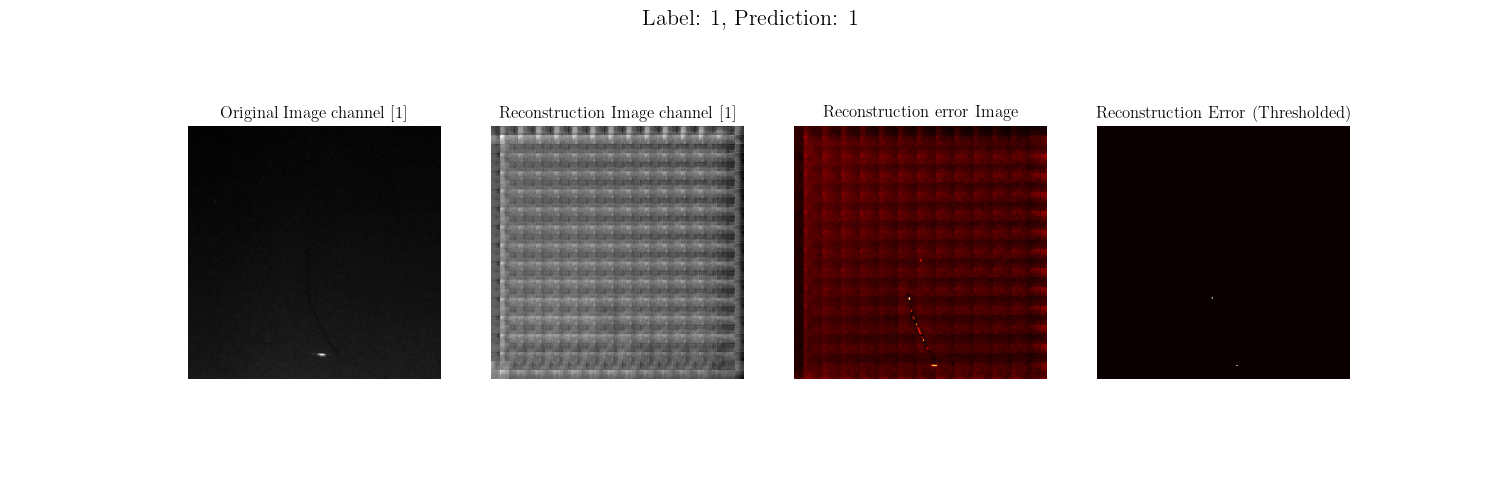 Label: 1, Prediction: 1
Original Image channel [1]
Reconstruction Image channel [1]
Reconstruction error Image
Reconstruction Error (Thresholded)